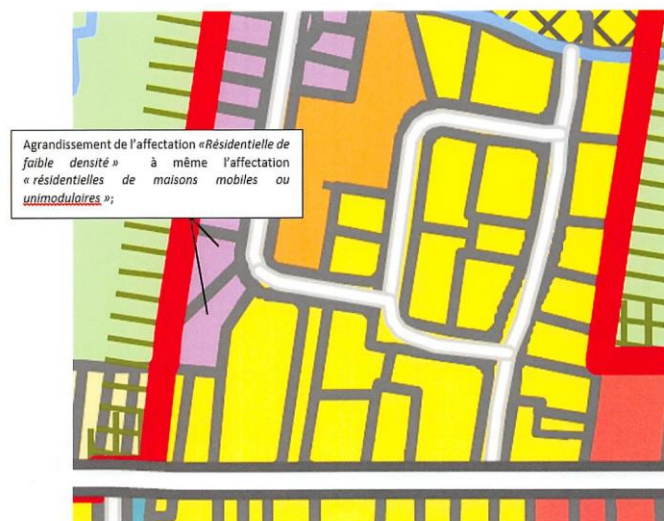 Agrandissement de l'affectation «Résidentielle de
faible densité » à même l'affectation
« résidentielles de maisons mobiles ou
unimodulaires »;